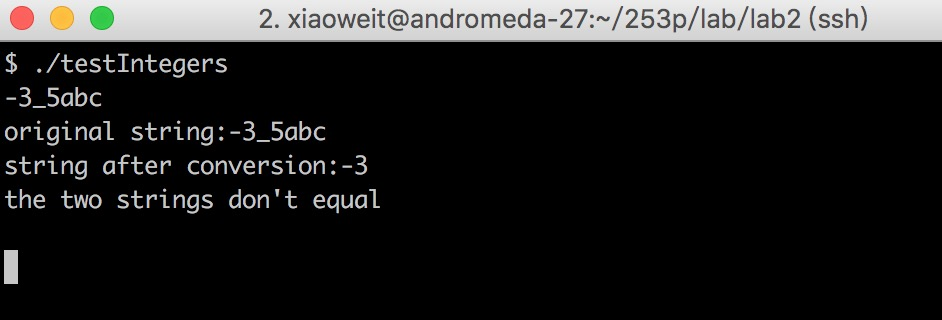 2. xiaoweit@andromeda-27:~/253p/lab/lab2 (ssh)
$ ./testIntegers
-3_5abc
original string:-3_5abc
string after conversion:-3
the two strings don't equal